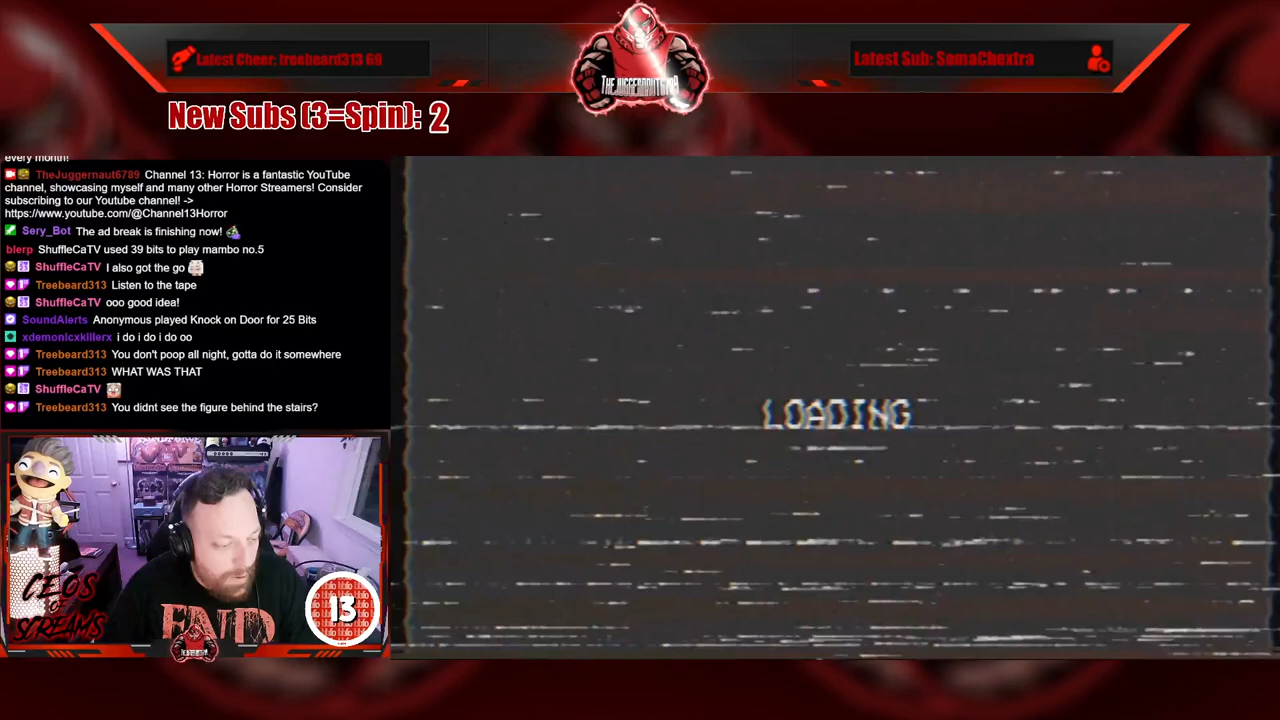 Latest Cheer: treebeard313 69
THEJUGGERNAUT6789
Latest Sub: SomaChextra
New Subs (3=Spin): 2
every month!
TheJuggernaut6789 Channel 13: Horror is a fantastic YouTube
channel, showcasing myself and many other Horror Streamers! Consider
subscribing to our Youtube channel! ->
https://www.youtube.com/@Channel13Horror
Sery_Bot The ad break is finishing now!
blerp ShuffleCaTV used 39 bits to play mambo no.5
ShuffleCaTV I also got the go
Treebeard313 Listen to the tape
ShuffleCaTV ooo good idea!
SoundAlerts Anonymous played Knock on Door for 25 Bits
xdemonicxkillerx i do i do i do oo
Treebeard313 You don't poop all night, gotta do it somewhere
Treebeard313 WHAT WAS THAT
ShuffleCaTV
Treebeard313 You didnt see the figure behind the stairs?
LOADING
CEOS
OF
SCREAMS
13